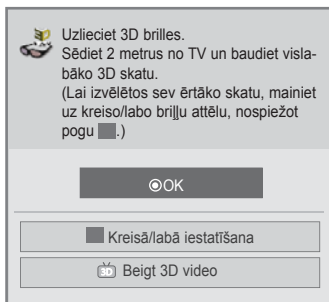 Uzlieciet 3D brilles.
Sēdiet 2 metrus no TV un baudiet visla-
bāko 3D skatu.
(Lai izvēlētos sev ērtāko skatu, mainiet
uz kreiso/labo briļļu attēlu, nospiežot
pogu .)
OK
Kreisā/labā iestatīšana
3D Beigt 3D video